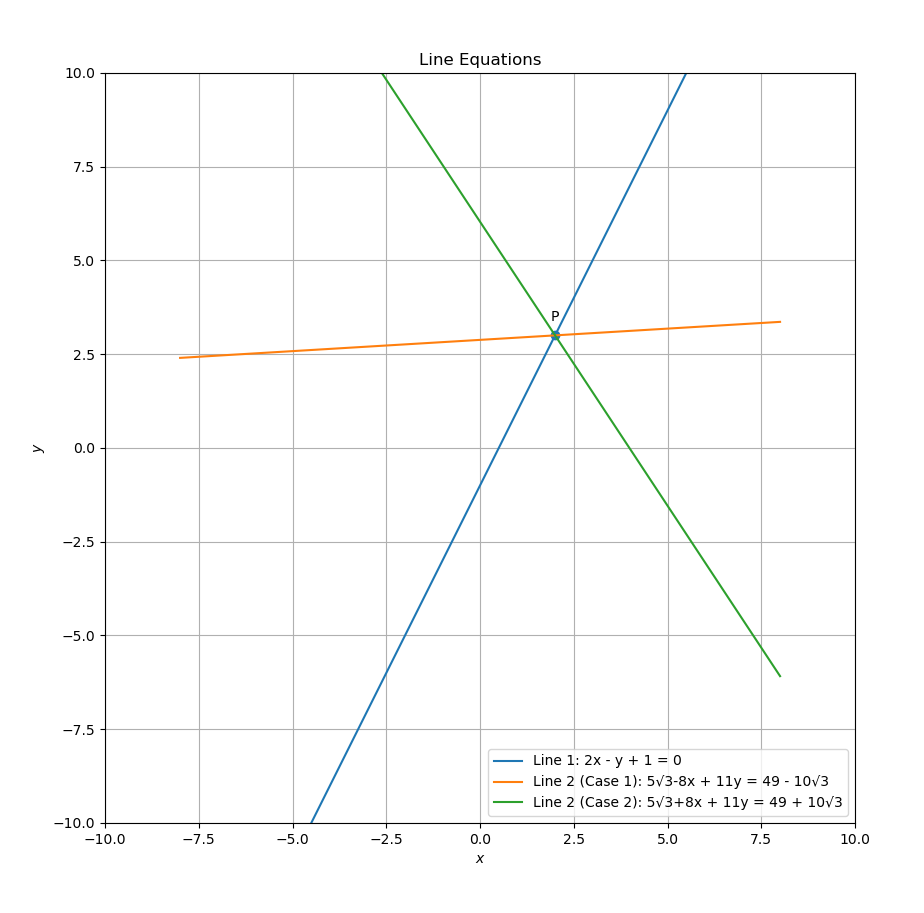 Line Equations
10.0
7.5
5.0
2.5
0.0
−2.5
−5.0
−7.5
−10.0
y
P
Line 1: 2x - y + 1 = 0
Line 2 (Case 1): 5√3-8x + 11y = 49 - 10√3
Line 2 (Case 2): 5√3+8x + 11y = 49 + 10√3
−10.0 −7.5 −5.0 −2.5 0.0 2.5 5.0 7.5 10.0
x